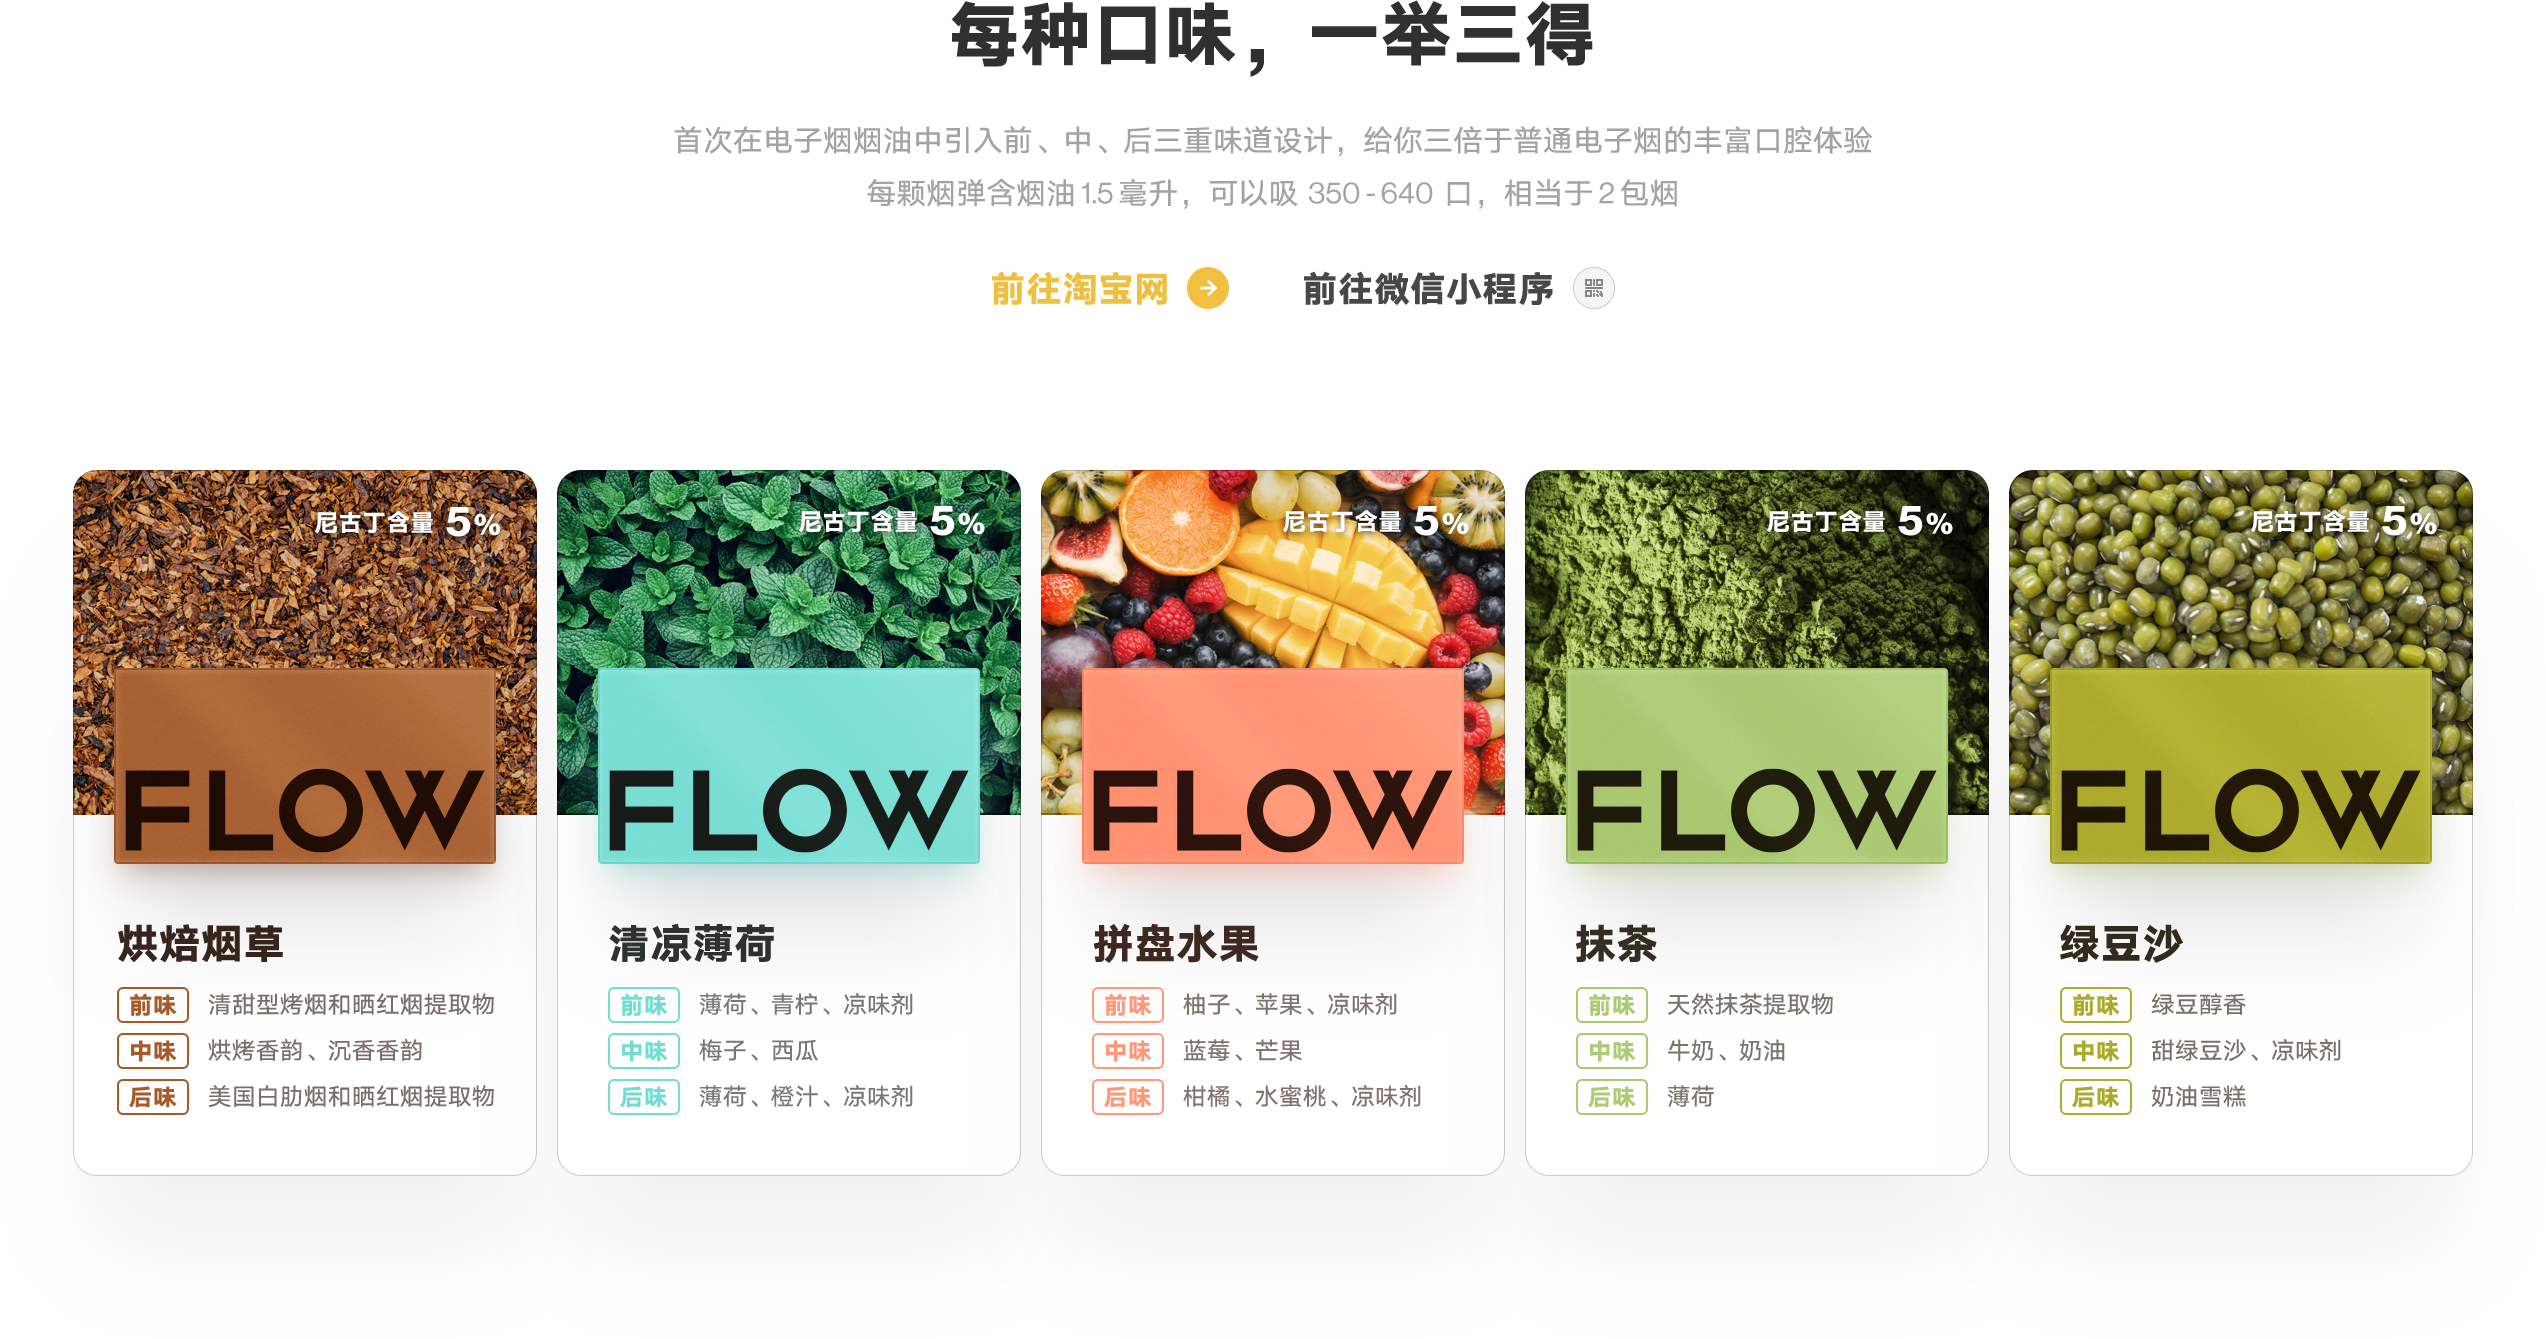 每种口味，一举三得
首次在电子烟烟油中引入前、中、后三重味道设计，给你三倍于普通电子烟的丰富口腔体验
每颗烟弹含烟油1.5毫升，可以吸 350-640 口，相当于2包烟
前往淘宝网
前往微信小程序
尼古丁含量 5%
FLOW
烘焙烟草
前味 清甜型烤烟和晒红烟提取物
中味 烘烤香韵、沉香香韵
后味 美国白肋烟和晒红烟提取物
尼古丁含量 5%
FLOW
清凉薄荷
前味 薄荷、青柠、凉味剂
中味 梅子、西瓜
后味 薄荷、橙汁、凉味剂
尼古丁含量 5%
FLOW
拼盘水果
前味 柚子、苹果、凉味剂
中味 蓝莓、芒果
后味 柑橘、水蜜桃、凉味剂
尼古丁含量 5%
FLOW
抹茶
前味 天然抹茶提取物
中味 牛奶、奶油
后味 薄荷
尼古丁含量 5%
FLOW
绿豆沙
前味 绿豆醇香
中味 甜绿豆沙、凉味剂
后味 奶油雪糕